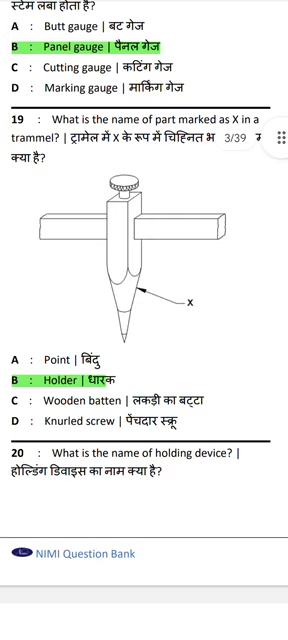 स्टेम लंबा होता है?
A : Butt gauge | बट गेज
B : Panel gauge | पैनल गेज
C : Cutting gauge | कटिंग गेज
D : Marking gauge | मार्किंग गेज
19 : What is the name of part marked as X in a
trammel? | ट्रामेल में X के रूप में चिह्नित भ
3/39
क्या है?
X
A : Point | बिंदु
B : Holder | धारक
C : Wooden batten | लकड़ी का बट्टा
D : Knurled screw | पेंचदार स्क्रू
20 : What is the name of holding device? |
होल्डिंग डिवाइस का नाम क्या है?
NIMI Question Bank